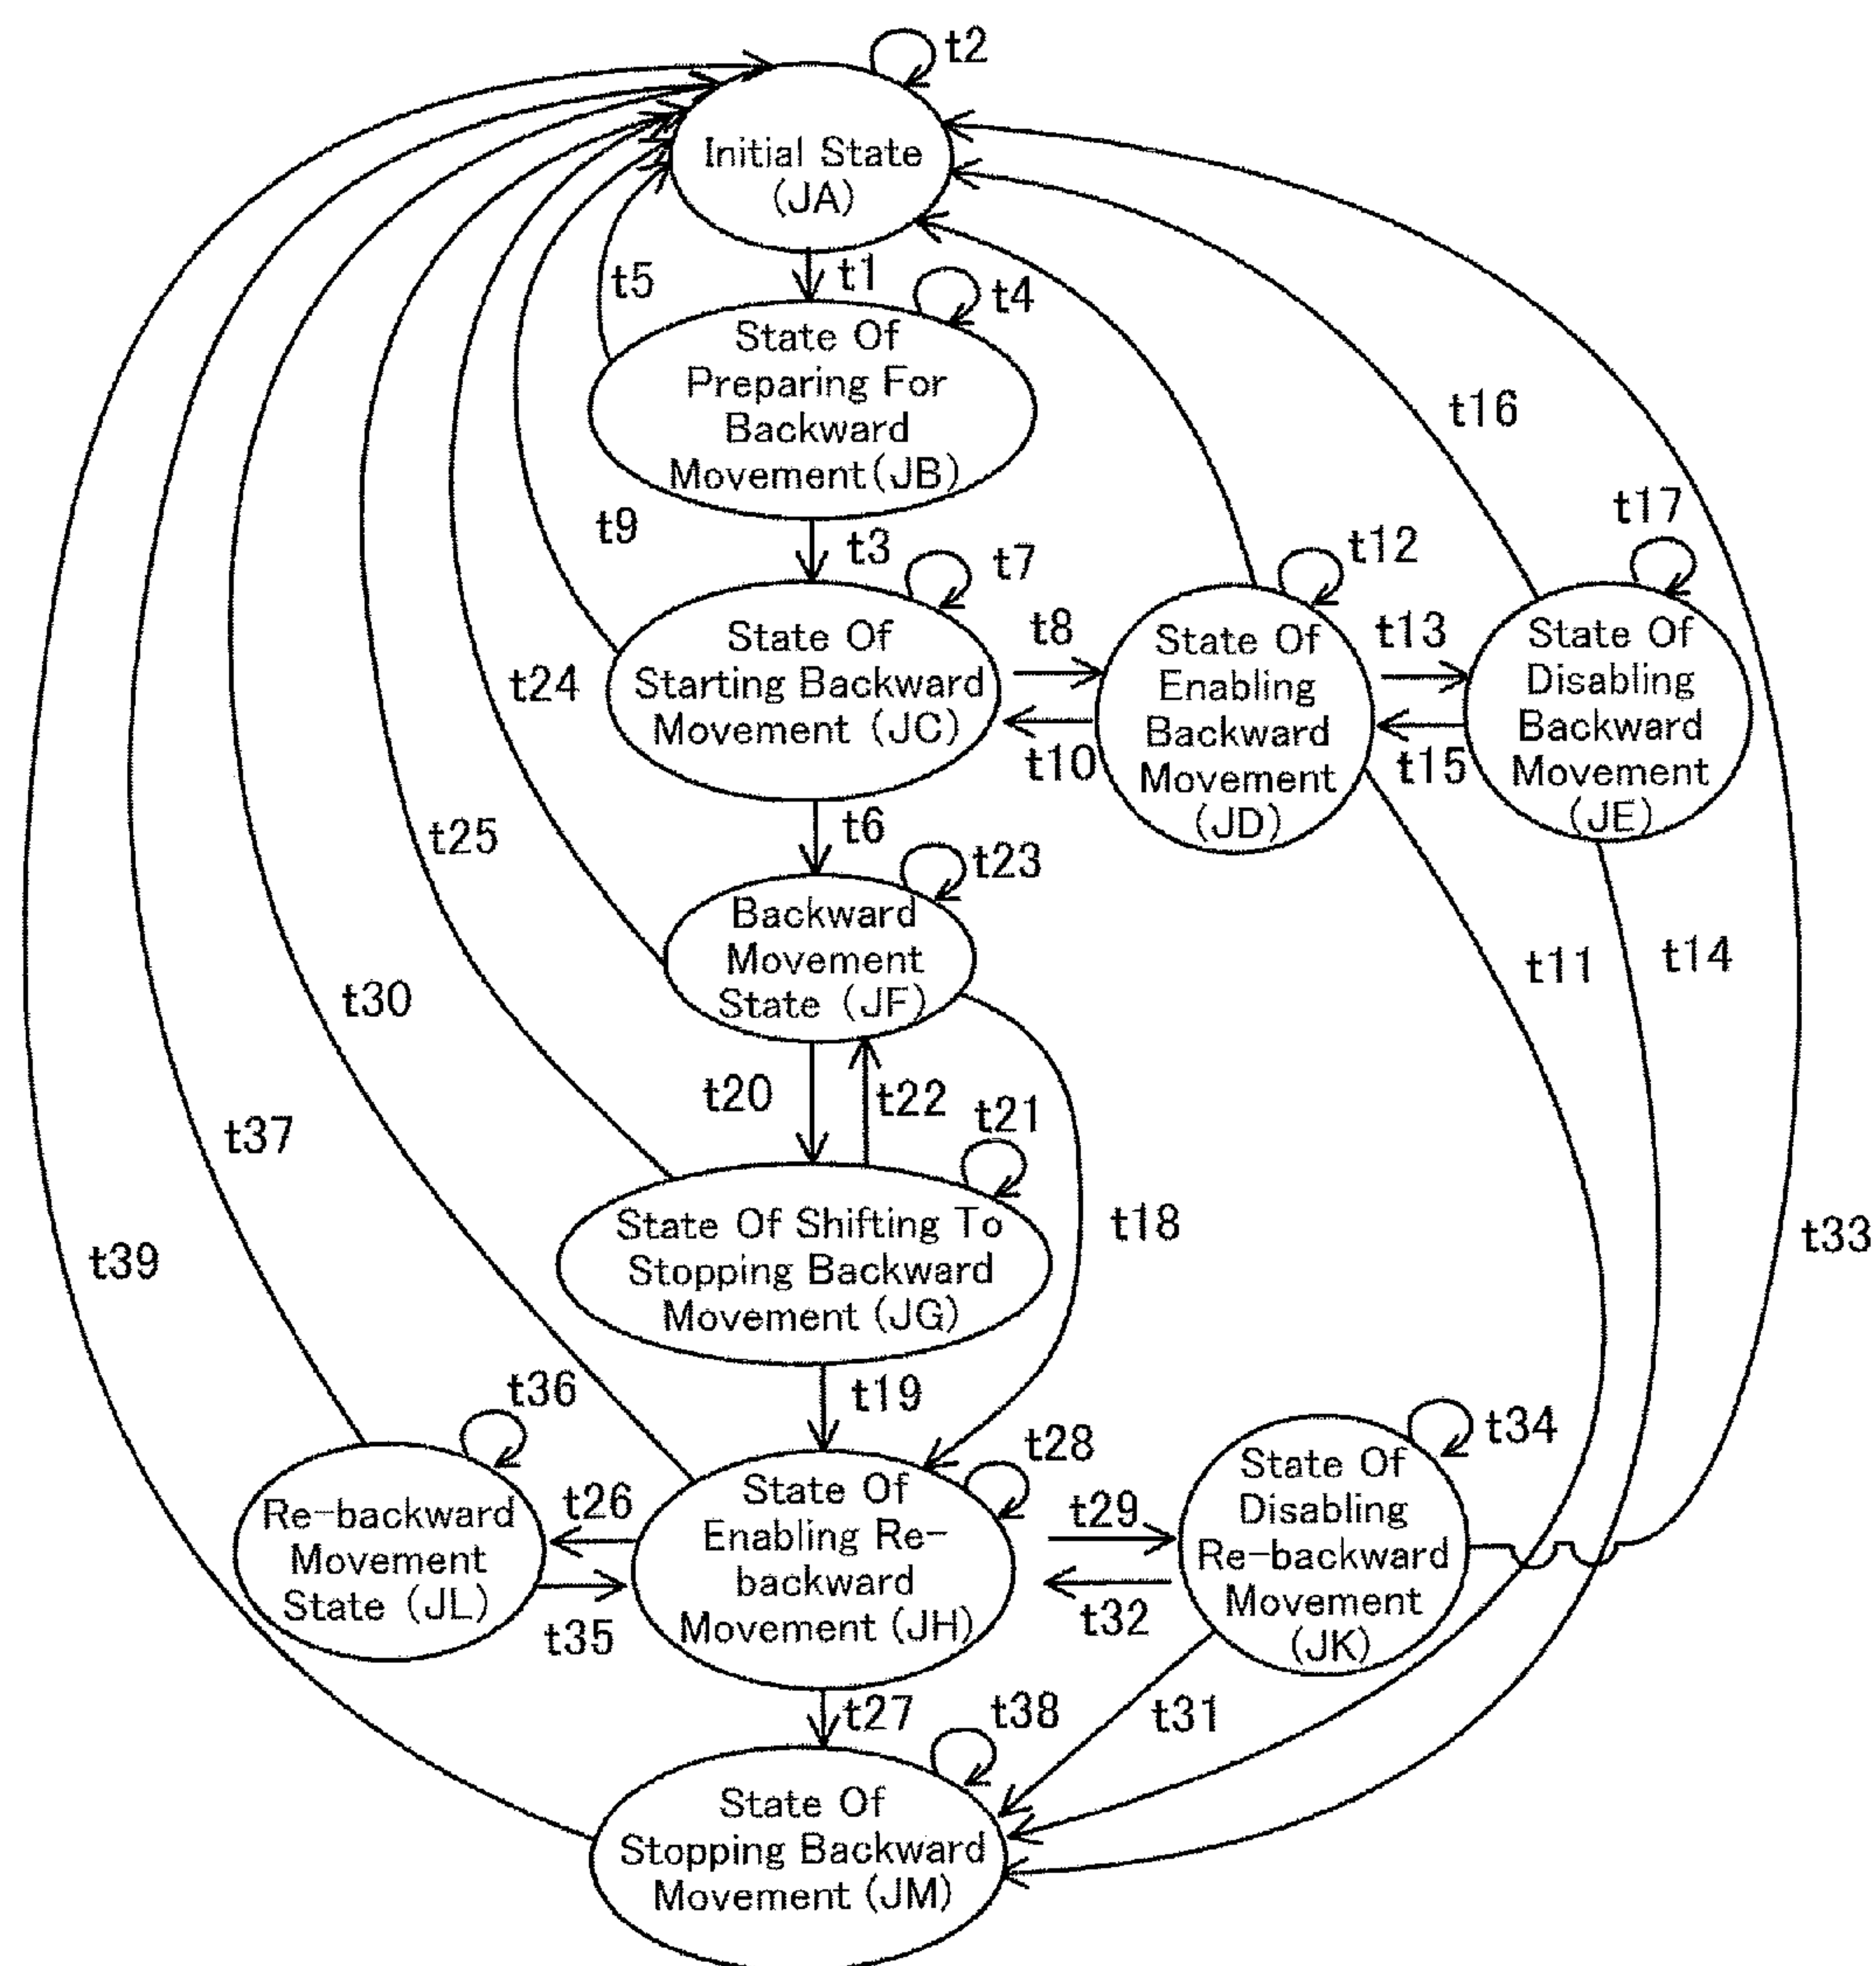 t2
Initial State
(JA)
t5
t1
t4
State Of
Preparing For
Backward
Movement(JB)
t16
t9
t3
t7
t12
t17
State Of
Starting Backward
Movement (JC)
t24
t8
t10
State Of
Enabling
Backward
Movement
(JD)
t13
t15
State Of
Disabling
Backward
Movement
(JE)
t6
t25
t23
Backward
Movement
State (JF)
t11
t14
t30
t20
t22
t21
t37
State Of Shifting To
Stopping Backward
Movement (JG)
t18
t33
t39
t19
t36
t28
t34
Re-backward
Movement
State (JL)
t26
t35
State Of
Enabling Re-
backward
Movement (JH)
t29
t32
State Of
Disabling
Re-backward
Movement
(JK)
t27
t38
t31
State Of
Stopping Backward
Movement (JM)